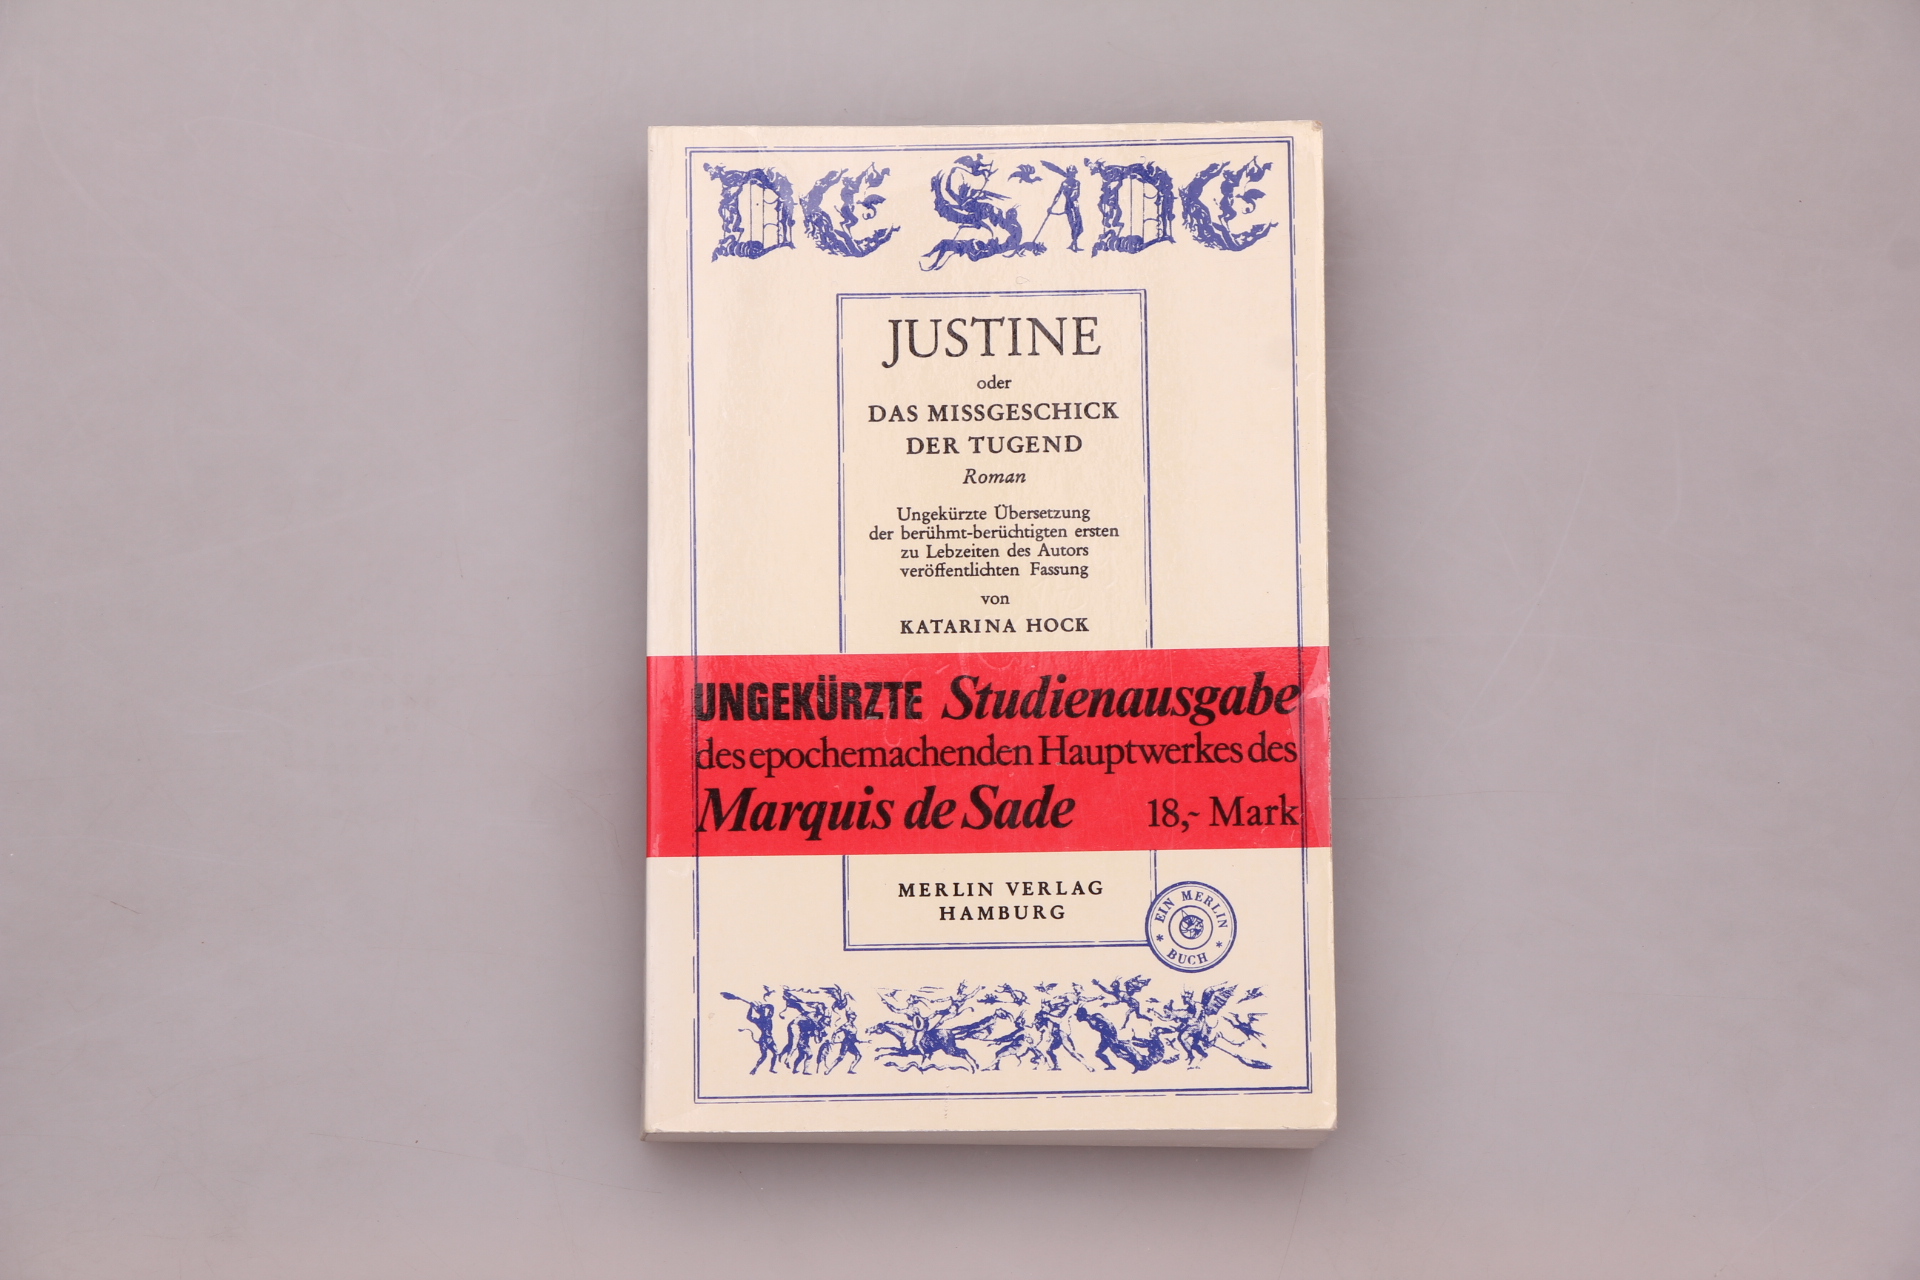 DE SADE
JUSTINE
oder
DAS MISSGESCHICK
DER TUGEND
Roman
Ungekürzte Übersetzung
der berühmt-berüchtigten ersten
zu Lebzeiten des Autors
veröffentlichten Fassung
von
KATARINA HOCK
UNGEKÜRZTE Studienausgabe
des epochemachenden Hauptwerkes des
Marquis de Sade 18,- Mark
MERLIN VERLAG
HAMBURG
EIN MERLIN
* BUCH *